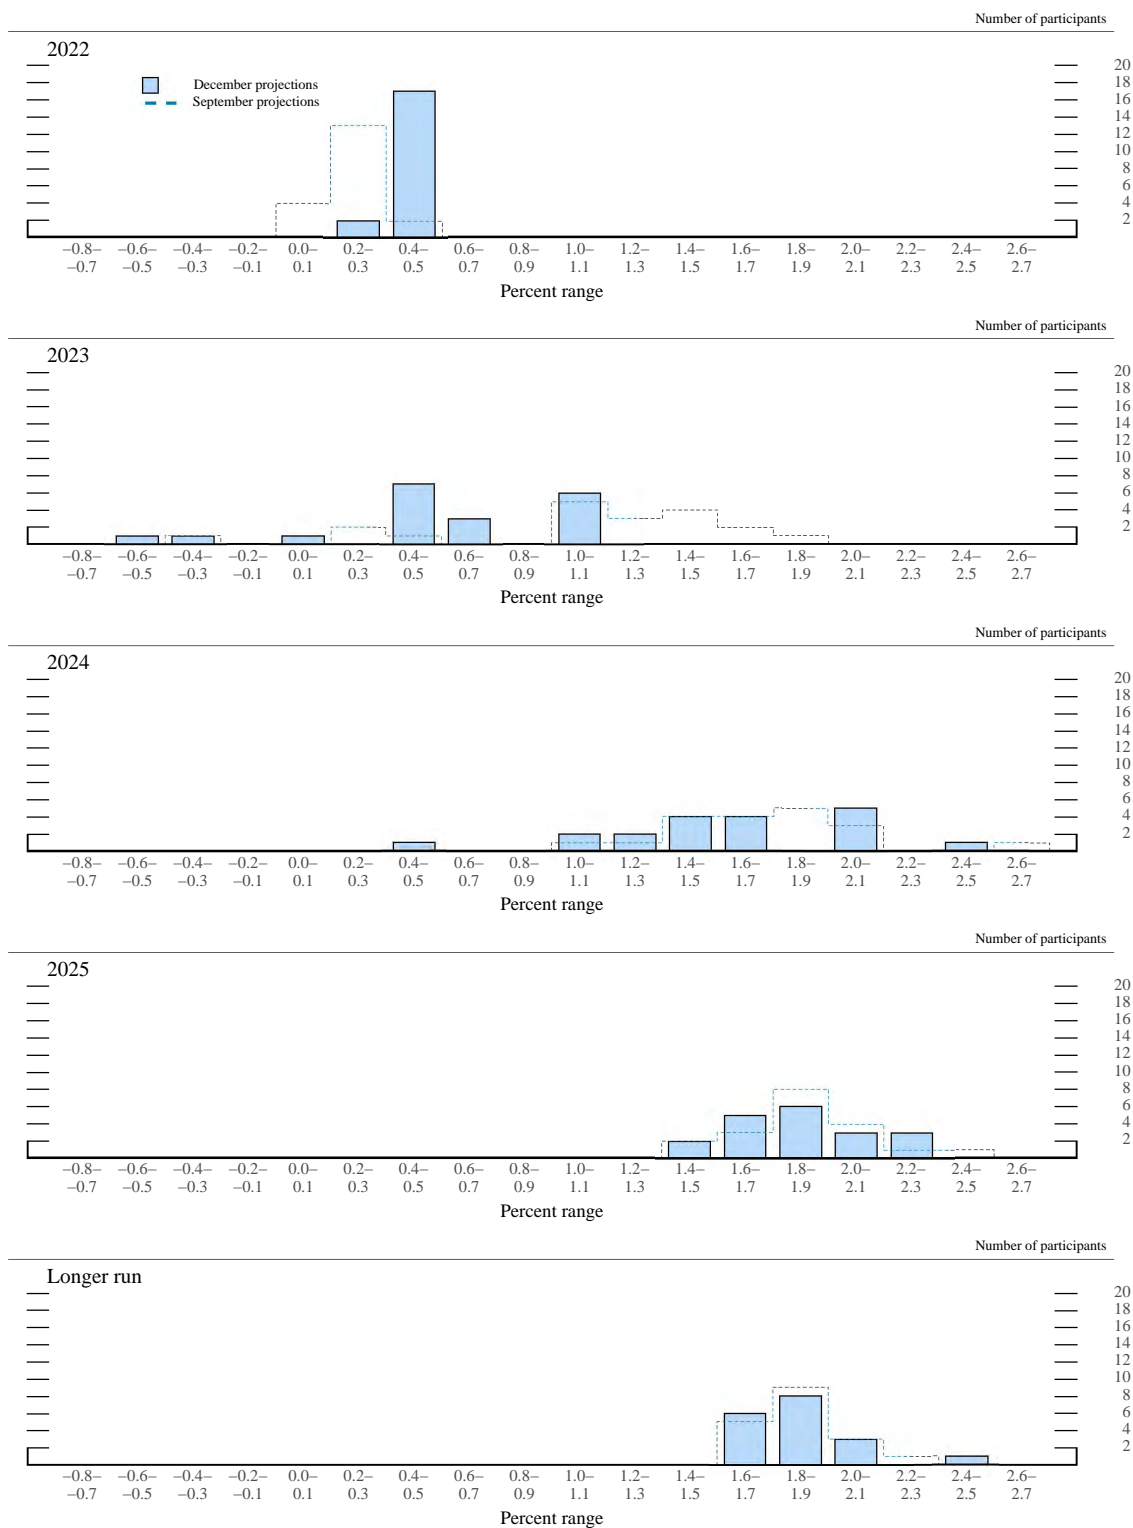 Number of participants
2022
December projections
September projections
20
18
16
14
12
10
8
6
4
2
–0.8– –0.6– –0.4– –0.2– 0.0– 0.2– 0.4– 0.6– 0.8– 1.0– 1.2– 1.4– 1.6– 1.8– 2.0– 2.2– 2.4– 2.6–
–0.7 –0.5 –0.3 –0.1 0.1 0.3 0.5 0.7 0.9 1.1 1.3 1.5 1.7 1.9 2.1 2.3 2.5 2.7
Percent range
Number of participants
2023
20
18
16
14
12
10
8
6
4
2
–0.8– –0.6– –0.4– –0.2– 0.0– 0.2– 0.4– 0.6– 0.8– 1.0– 1.2– 1.4– 1.6– 1.8– 2.0– 2.2– 2.4– 2.6–
–0.7 –0.5 –0.3 –0.1 0.1 0.3 0.5 0.7 0.9 1.1 1.3 1.5 1.7 1.9 2.1 2.3 2.5 2.7
Percent range
Number of participants
2024
20
18
16
14
12
10
8
6
4
2
–0.8– –0.6– –0.4– –0.2– 0.0– 0.2– 0.4– 0.6– 0.8– 1.0– 1.2– 1.4– 1.6– 1.8– 2.0– 2.2– 2.4– 2.6–
–0.7 –0.5 –0.3 –0.1 0.1 0.3 0.5 0.7 0.9 1.1 1.3 1.5 1.7 1.9 2.1 2.3 2.5 2.7
Percent range
Number of participants
2025
20
18
16
14
12
10
8
6
4
2
–0.8– –0.6– –0.4– –0.2– 0.0– 0.2– 0.4– 0.6– 0.8– 1.0– 1.2– 1.4– 1.6– 1.8– 2.0– 2.2– 2.4– 2.6–
–0.7 –0.5 –0.3 –0.1 0.1 0.3 0.5 0.7 0.9 1.1 1.3 1.5 1.7 1.9 2.1 2.3 2.5 2.7
Percent range
Number of participants
Longer run
20
18
16
14
12
10
8
6
4
2
–0.8– –0.6– –0.4– –0.2– 0.0– 0.2– 0.4– 0.6– 0.8– 1.0– 1.2– 1.4– 1.6– 1.8– 2.0– 2.2– 2.4– 2.6–
–0.7 –0.5 –0.3 –0.1 0.1 0.3 0.5 0.7 0.9 1.1 1.3 1.5 1.7 1.9 2.1 2.3 2.5 2.7
Percent range